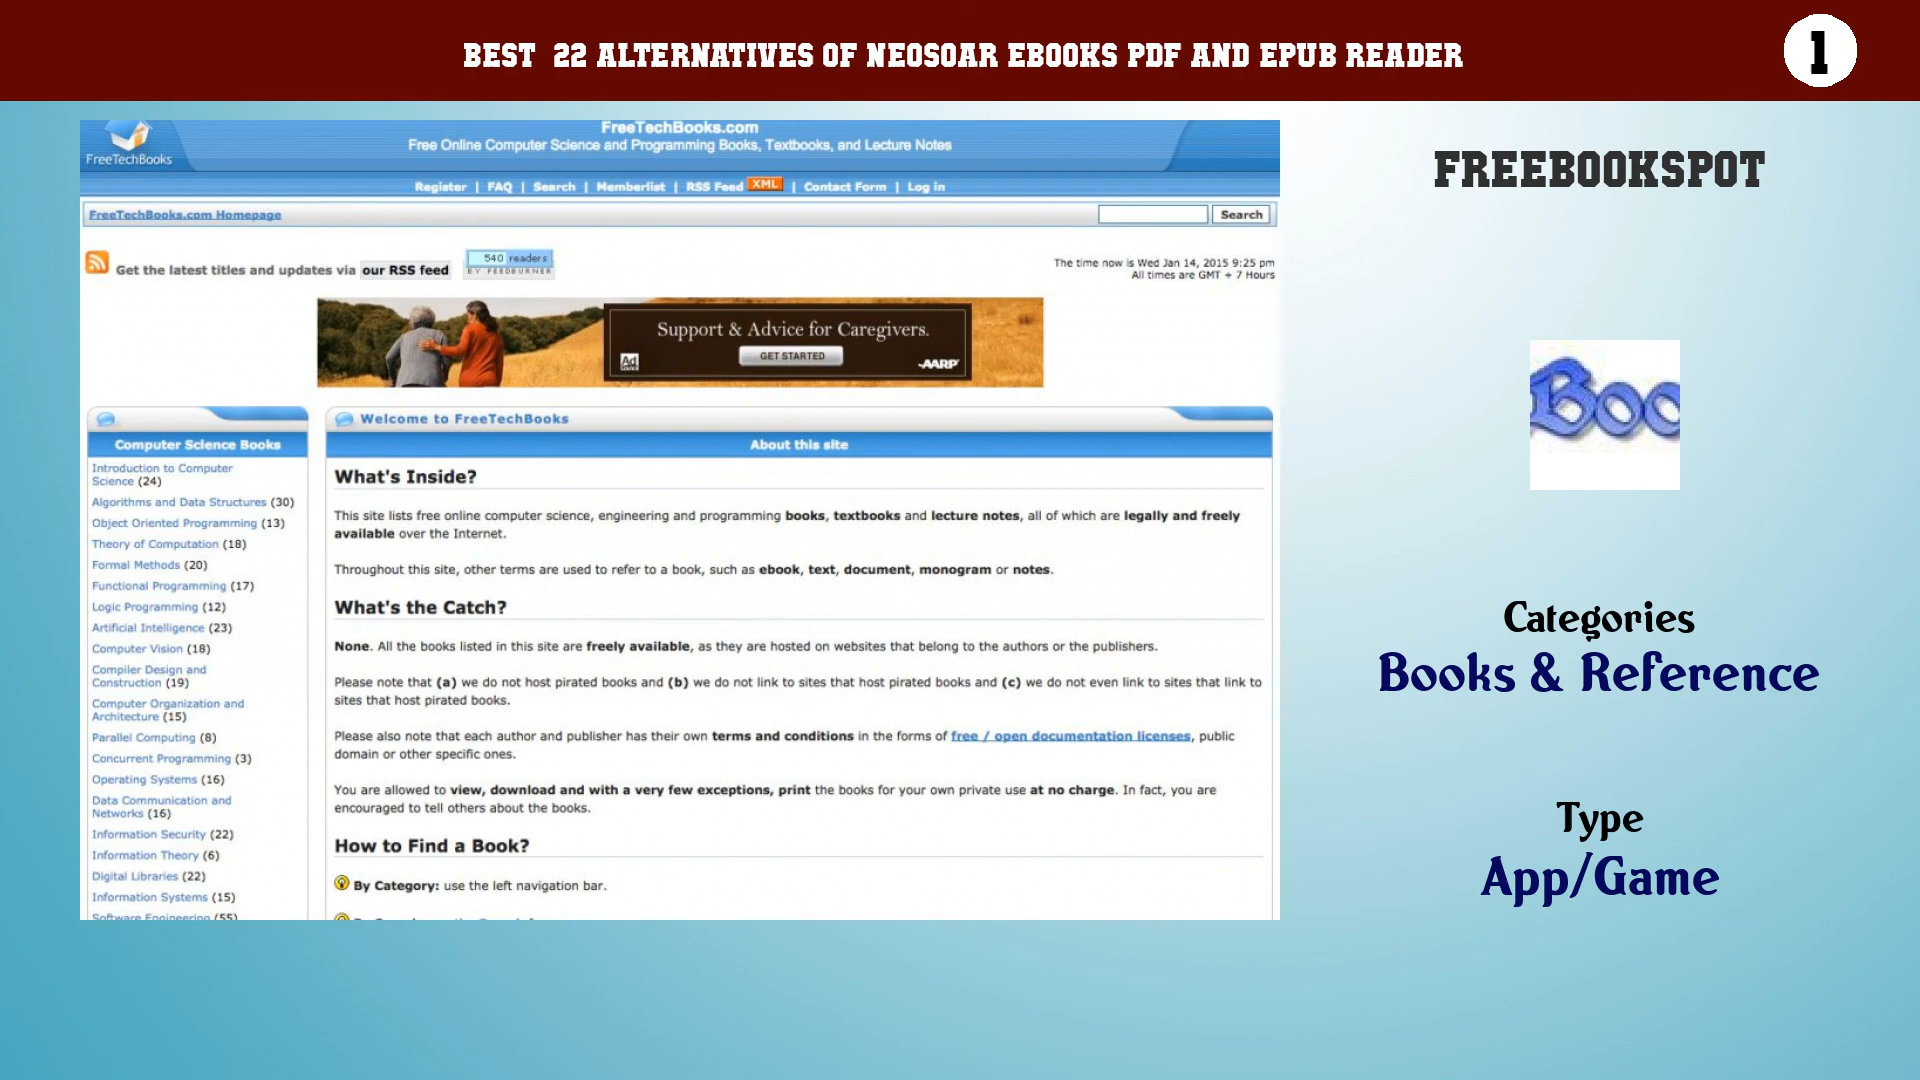 BEST 22 ALTERNATIVES OF NEOSOAR EBOOKS PDF AND EPUB READER
1
FreeTechBooks
FreeTechBooks.com
Free Online Computer Science and Programming Books, Textbooks, and Lecture Notes
Register | FAQ | Search | Memberlist | RSS Feed XML | Contact Form | Log in
FreeTechBooks.com Homepage
Search
Get the latest titles and updates via our RSS feed
540 readers
BY FEEDBURNER
The time now is Wed Jan 14, 2015 9:25 pm
All times are GMT + 7 Hours
Support & Advice for Caregivers.
GET STARTED
Ad
AARP
Computer Science Books
Introduction to Computer
Science (24)
Algorithms and Data Structures (30)
Object Oriented Programming (13)
Theory of Computation (18)
Formal Methods (20)
Functional Programming (17)
Logic Programming (12)
Artificial Intelligence (23)
Computer Vision (18)
Compiler Design and
Construction (19)
Computer Organization and
Architecture (15)
Parallel Computing (8)
Concurrent Programming (3)
Operating Systems (16)
Data Communication and
Networks (16)
Information Security (22)
Information Theory (6)
Digital Libraries (22)
Information Systems (15)
Software Engineering (55)
Welcome to FreeTechBooks
About this site
What's Inside?
This site lists free online computer science, engineering and programming books, textbooks and lecture notes, all of which are legally and freely
available over the Internet.
Throughout this site, other terms are used to refer to a book, such as ebook, text, document, monogram or notes.
What's the Catch?
None. All the books listed in this site are freely available, as they are hosted on websites that belong to the authors or the publishers.
Please note that (a) we do not host pirated books and (b) we do not link to sites that host pirated books and (c) we do not even link to sites that link to
sites that host pirated books.
Please also note that each author and publisher has their own terms and conditions in the forms of free / open documentation licenses, public
domain or other specific ones.
You are allowed to view, download and with a very few exceptions, print the books for your own private use at no charge. In fact, you are
encouraged to tell others about the books.
How to Find a Book?
By Category: use the left navigation bar.
FREEBOOKSPOT
Boo
Categories
Books & Reference
Type
App/Game